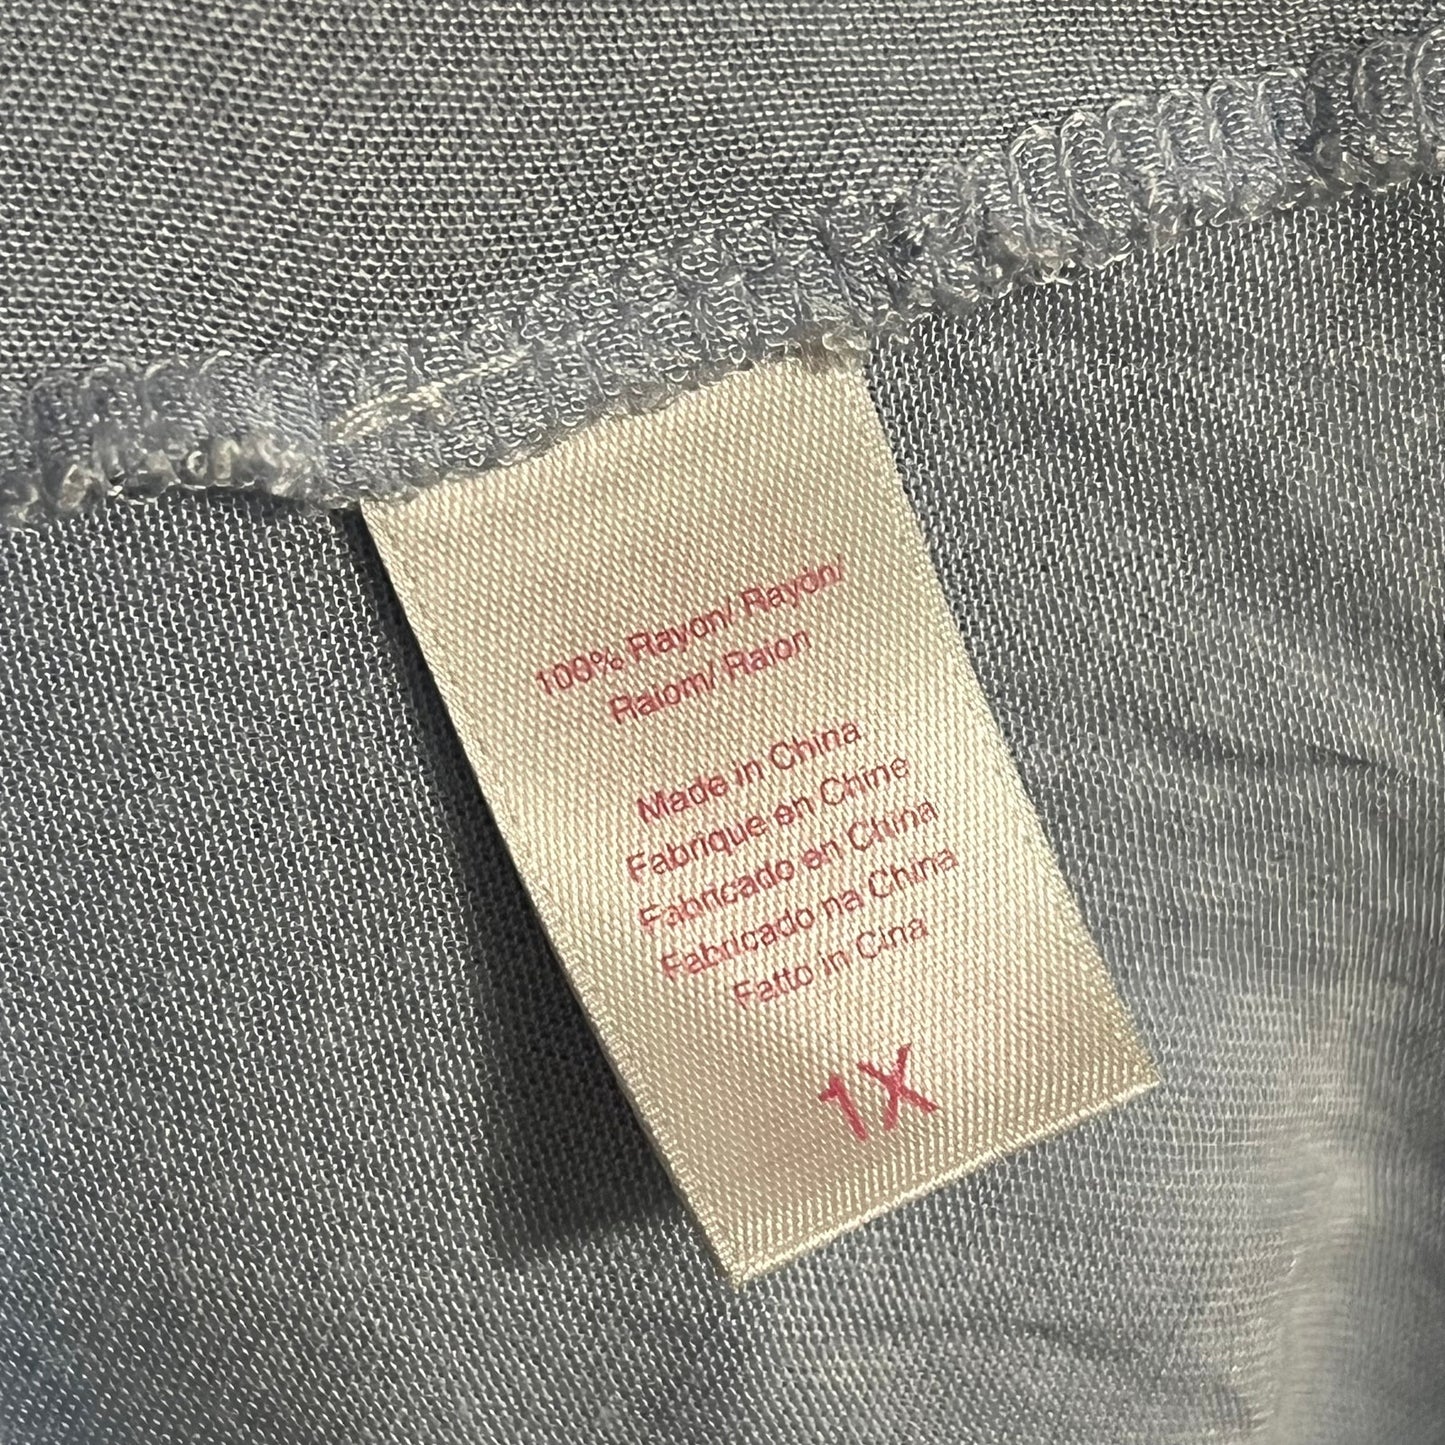 100% Rayon/ Rayón/
Raiom/ Raion
Made in China
Fabrique en Chine
Fabricado en China
Fabricado na China
Fatto in Cina
1X